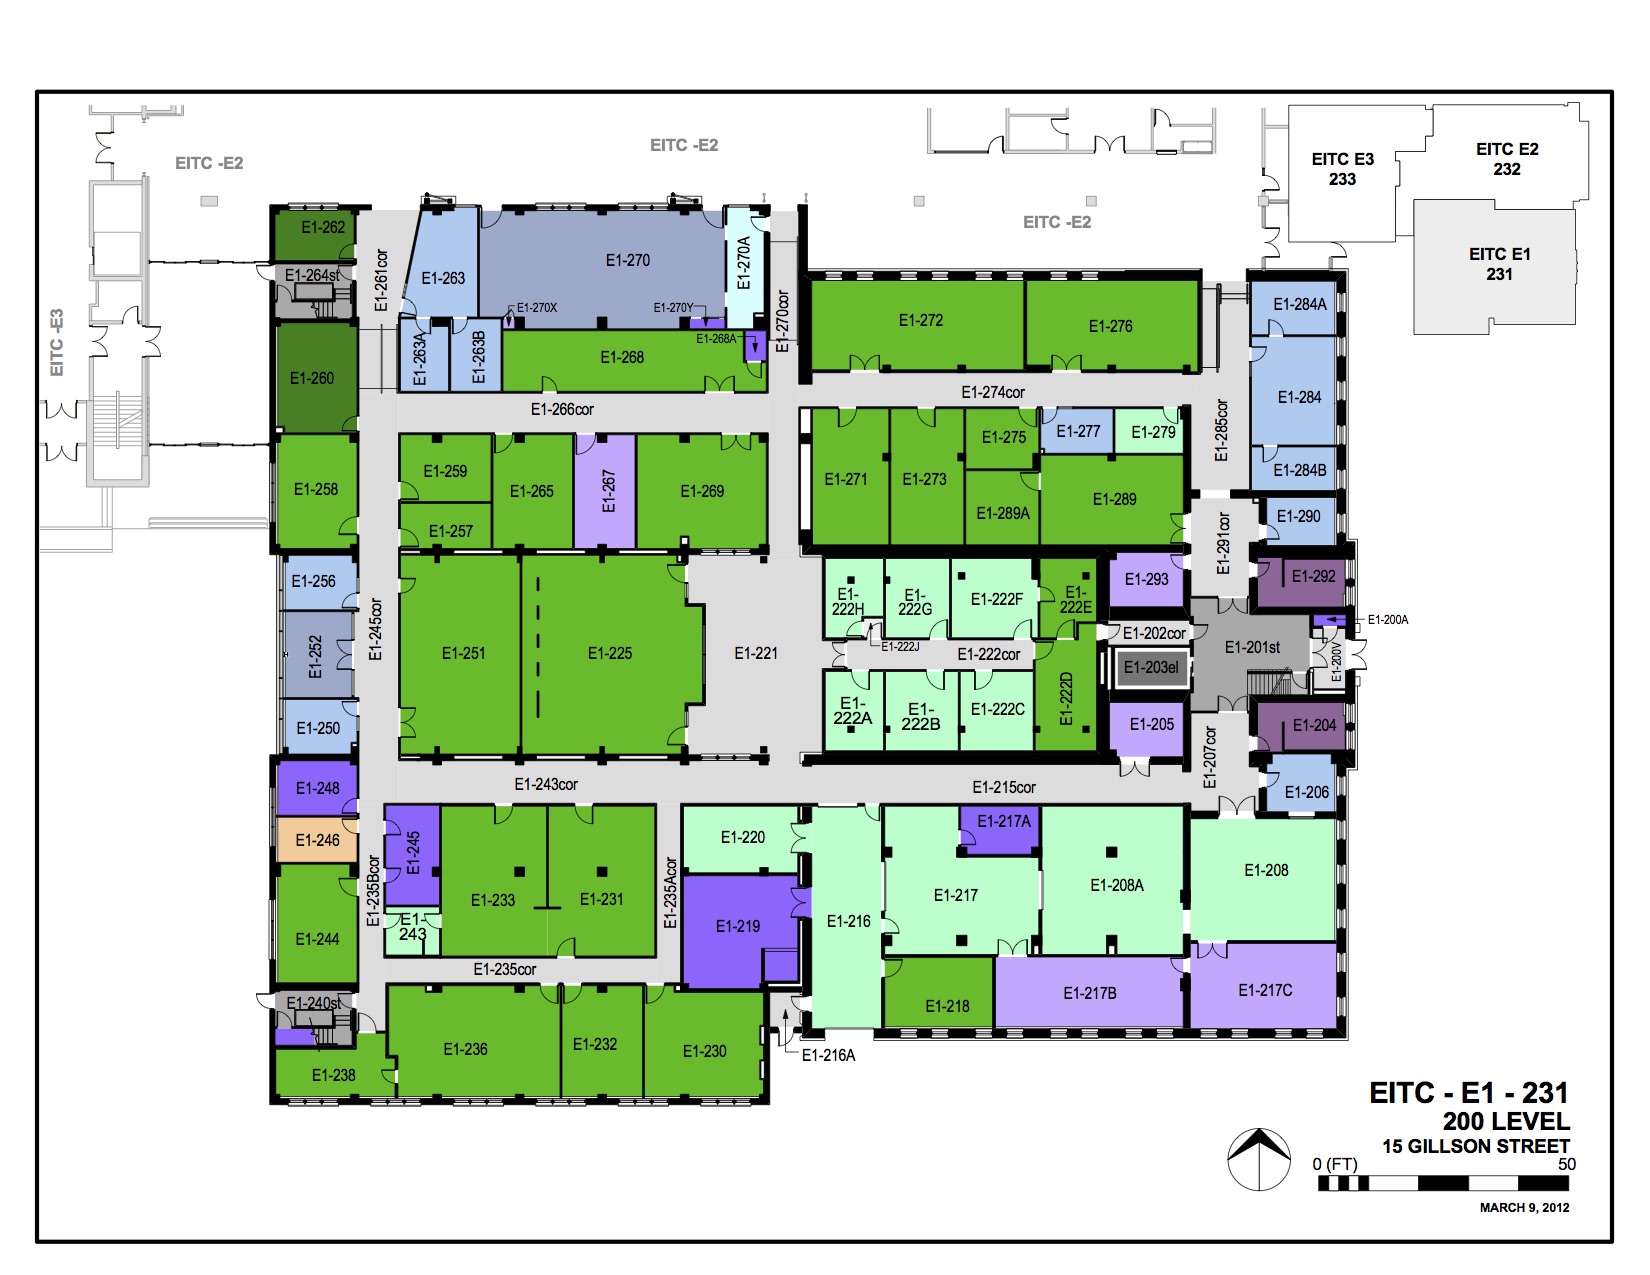 EITC -E2
EITC -E2
EITC -E2
EITC -E3
EITC E3
233
EITC E2
232
EITC E1
231
E1-262
E1-264st
E1-261cor
E1-263
E1-270
E1-270A
E1-270X
E1-270Y
E1-268A
E1-270cor
E1-263A
E1-263B
E1-268
E1-260
E1-272
E1-276
E1-284A
E1-284
E1-284B
E1-285cor
E1-266cor
E1-274cor
E1-258
E1-259
E1-257
E1-265
E1-267
E1-269
E1-271
E1-273
E1-275
E1-277
E1-279
E1-289A
E1-289
E1-290
E1-291cor
E1-256
E1-252
E1-250
E1-245cor
E1-251
E1-225
E1-221
E1-
222H
E1-
222G
E1-222F
E1-
222E
E1-222J
E1-222cor
E1-
222A
E1-
222B
E1-222C
E1-222D
E1-293
E1-292
E1-202cor
E1-203el
E1-201st
E1-200A
E1-200V
E1-205
E1-204
E1-207cor
E1-206
E1-248
E1-246
E1-244
E1-243cor
E1-215cor
E1-235Bcor
E1-245
E1-
243
E1-233
E1-231
E1-235Acor
E1-220
E1-219
E1-216
E1-217A
E1-217
E1-208A
E1-208
E1-218
E1-217B
E1-217C
E1-235cor
E1-240st
E1-238
E1-236
E1-232
E1-230
E1-216A
EITC - E1 - 231
200 LEVEL
15 GILLSON STREET
0 (FT) 50
MARCH 9, 2012